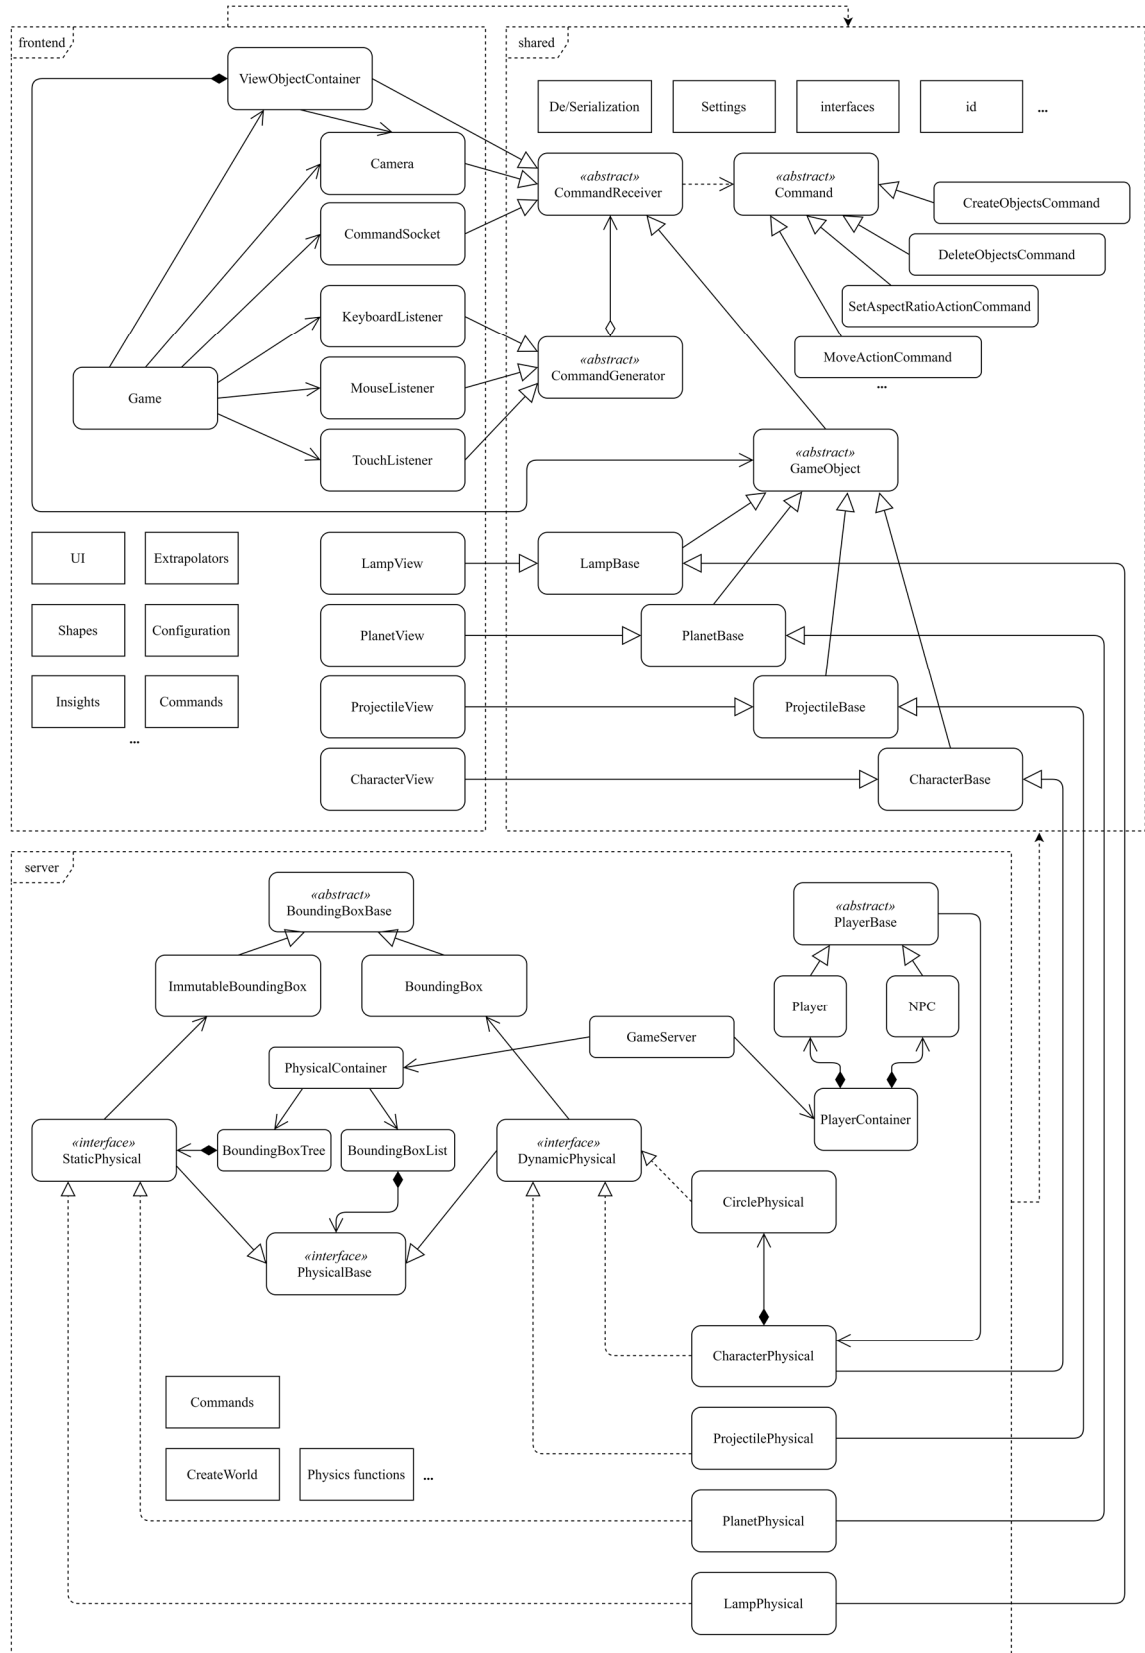 frontend
shared
ViewObjectContainer
De/Serialization
Settings
interfaces
id
...
Camera
«abstract»
CommandReceiver
«abstract»
Command
CreateObjectsCommand
CommandSocket
DeleteObjectsCommand
SetAspectRatioActionCommand
KeyboardListener
MoveActionCommand
...
«abstract»
CommandGenerator
Game
MouseListener
TouchListener
«abstract»
GameObject
UI
Extrapolators
LampView
LampBase
Shapes
Configuration
PlanetView
PlanetBase
Insights
Commands
...
ProjectileView
ProjectileBase
CharacterView
CharacterBase
server
«abstract»
BoundingBoxBase
«abstract»
PlayerBase
ImmutableBoundingBox
BoundingBox
Player
NPC
GameServer
PhysicalContainer
PlayerContainer
«interface»
StaticPhysical
BoundingBoxTree
BoundingBoxList
«interface»
DynamicPhysical
CirclePhysical
«interface»
PhysicalBase
CharacterPhysical
Commands
ProjectilePhysical
CreateWorld
Physics functions
...
PlanetPhysical
LampPhysical